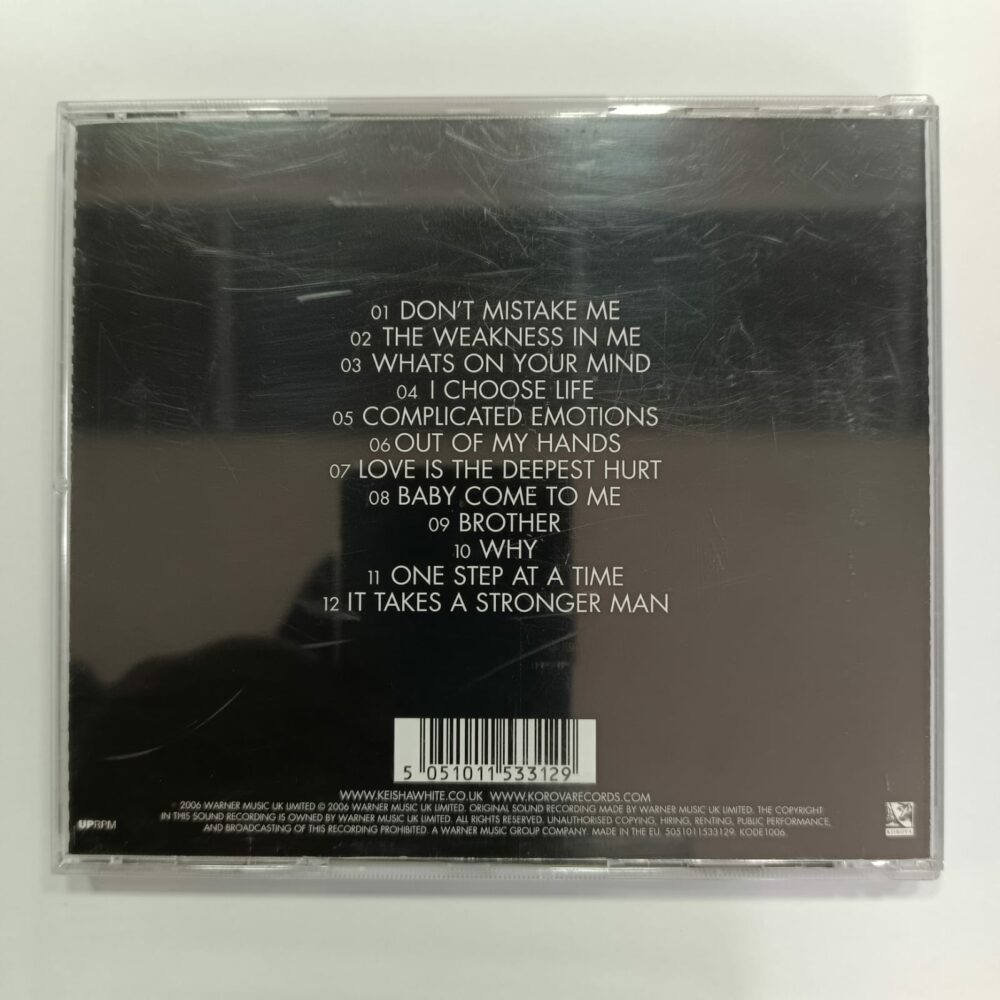 01 DON'T MISTAKE ME
02 THE WEAKNESS IN ME
03 WHATS ON YOUR MIND
04 I CHOOSE LIFE
05 COMPLICATED EMOTIONS
06 OUT OF MY HANDS
07 LOVE IS THE DEEPEST HURT
08 BABY COME TO ME
09 BROTHER
10 WHY
11 ONE STEP AT A TIME
12 IT TAKES A STRONGER MAN
5 051011 533129
WWW.KEISHAWHITE.CO.UK WWW.KOROVARECORDS.COM
2006 WARNER MUSIC UK LIMITED © 2006 WARNER MUSIC UK LIMITED. ORIGINAL SOUND RECORDING MADE BY WARNER MUSIC UK LIMITED. THE COPYRIGHT
IN THIS SOUND RECORDING IS OWNED BY WARNER MUSIC UK LIMITED. ALL RIGHTS RESERVED. UNAUTHORISED COPYING, HIRING, RENTING, PUBLIC PERFORMANCE,
AND BROADCASTING OF THIS RECORDING PROHIBITED. A WARNER MUSIC GROUP COMPANY. MADE IN THE EU. 5051011533129. KODE1006.
UPRPM
KOROVA